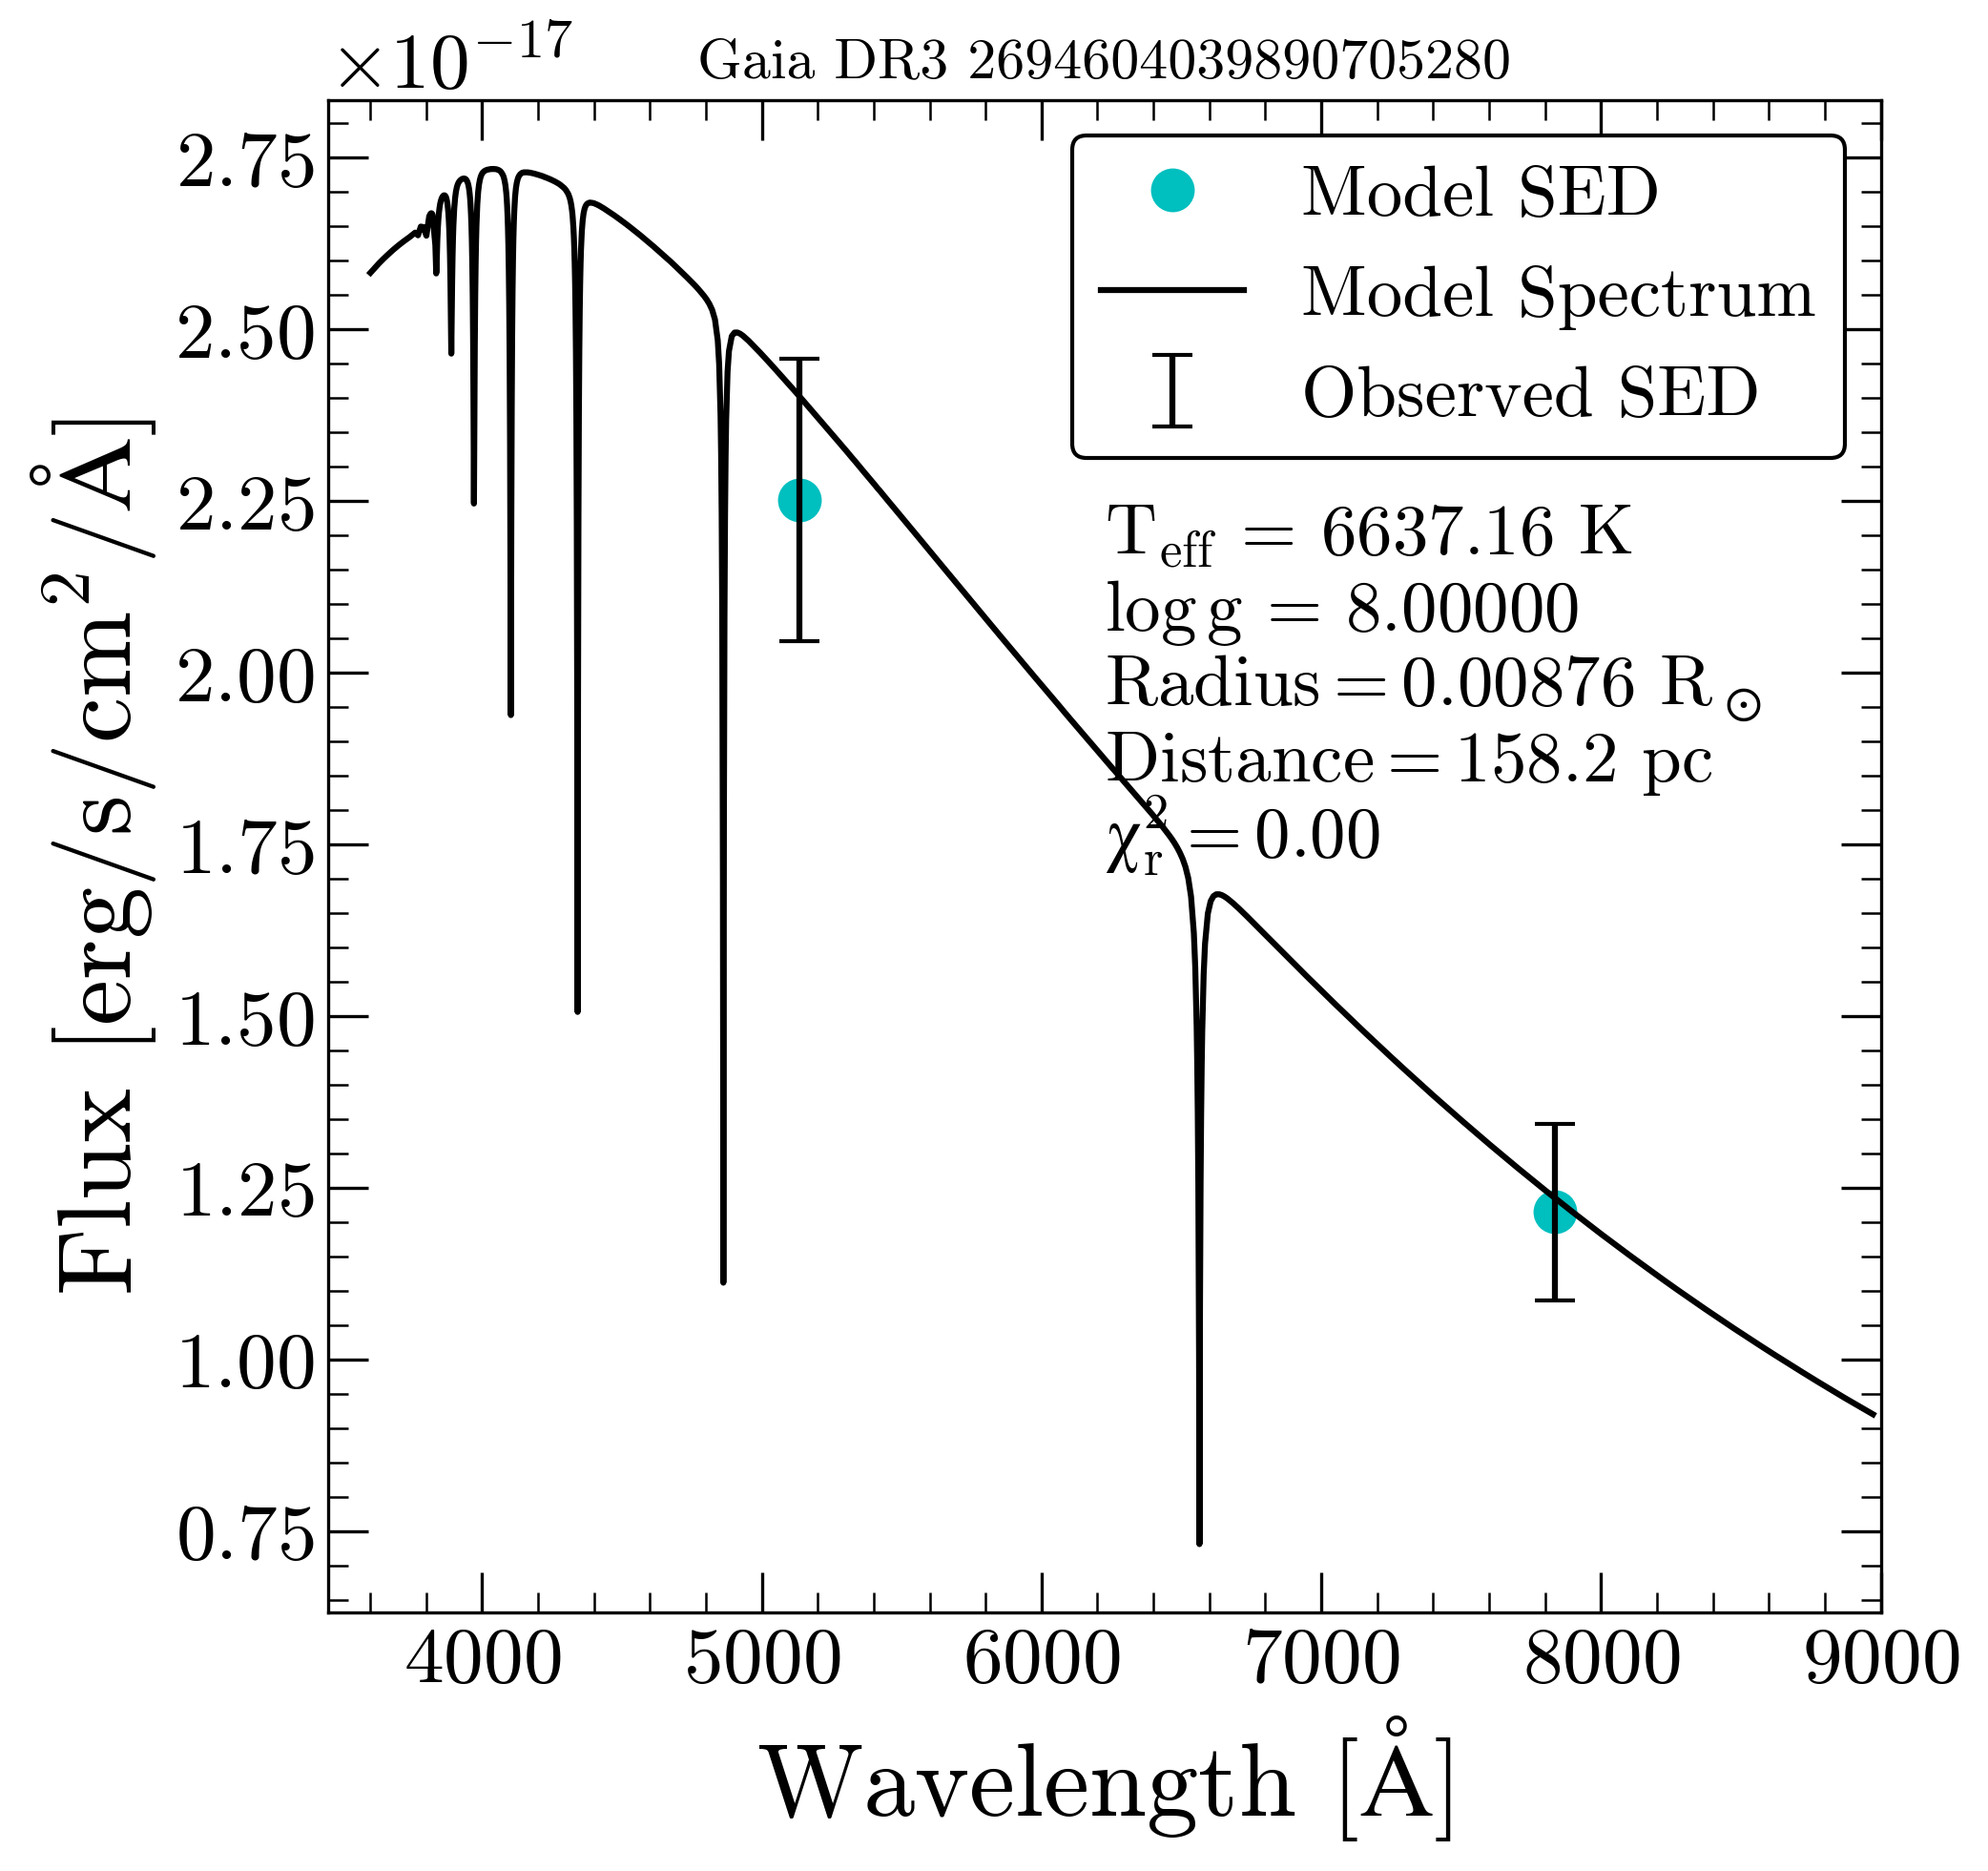 ×10⁻¹⁷
Gaia DR3 2694604039890705280
Flux [erg/s/cm²/Å]
2.75
2.50
2.25
2.00
1.75
1.50
1.25
1.00
0.75
Model SED
Model Spectrum
Observed SED
T_eff = 6637.16 K
log g = 8.00000
Radius = 0.00876 R_⊙
Distance = 158.2 pc
χ²_r = 0.00
4000 5000 6000 7000 8000 9000
Wavelength [Å]